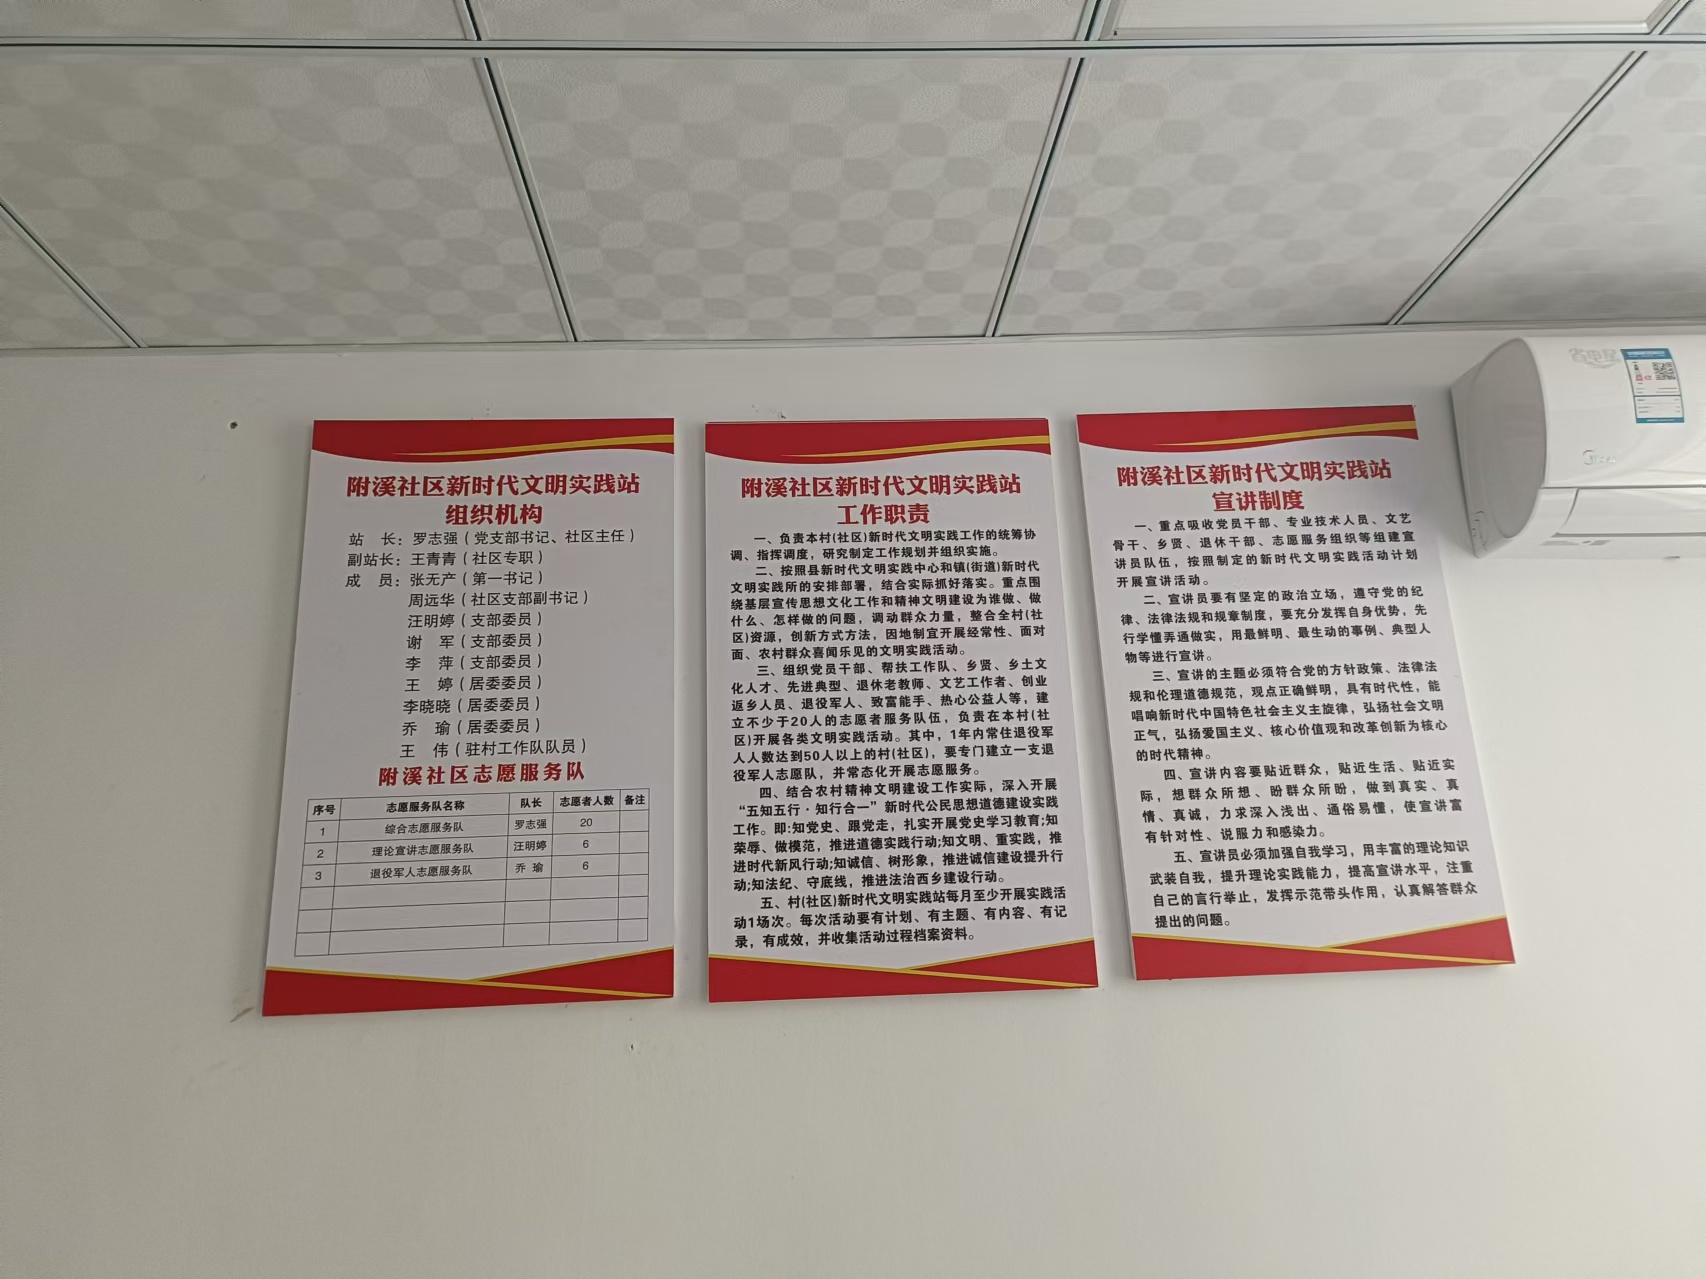 附溪社区新时代文明实践站
组织机构
站 长：罗志强（党支部书记、社区主任）
副站长：王青青（社区专职）
成 员：张无产（第一书记）
周远华（社区支部副书记）
汪明婷（支部委员）
谢 军（支部委员）
李 萍（支部委员）
王 婷（居委委员）
李晓晓（居委委员）
乔 瑜（居委委员）
王 伟（驻村工作队队员）
附溪社区志愿服务队
序号 志愿服务队名称 队长 志愿者人数 备注
1 综合志愿服务队 罗志强 20
2 理论宣讲志愿服务队 汪明婷 6
3 退役军人志愿服务队 乔 瑜 6
附溪社区新时代文明实践站
工作职责
一、负责本村(社区)新时代文明实践工作的统筹协
调、指挥调度，研究制定工作规划并组织实施。
二、按照县新时代文明实践中心和镇(街道)新时代
文明实践所的安排部署，结合实际抓好落实。重点围
绕基层宣传思想文化工作和精神文明建设为谁做、做
什么、怎样做的问题，调动群众力量，整合全村(社
区)资源，创新方式方法，因地制宜开展经常性、面对
面、农村群众喜闻乐见的文明实践活动。
三、组织党员干部、帮扶工作队、乡贤、乡土文
化人才、先进典型、退休老教师、文艺工作者、创业
返乡人员、退役军人、致富能手、热心公益人等，建
立不少于20人的志愿者服务队伍，负责在本村(社
区)开展各类文明实践活动。其中，1年内常住退役军
人人数达到50人以上的村(社区)，要专门建立一支退
役军人志愿队，并常态化开展志愿服务。
四、结合农村精神文明建设工作实际，深入开展
“五知五行·知行合一”新时代公民思想道德建设实践
工作。即:知党史、跟党走，扎实开展党史学习教育;知
荣辱、做模范，推进道德实践行动;知文明、重实践，推
进时代新风行动;知诚信、树形象，推进诚信建设提升行
动;知法纪、守底线，推进法治西乡建设行动。
五、村(社区)新时代文明实践站每月至少开展实践活
动1场次。每次活动要有计划、有主题、有内容、有记
录，有成效，并收集活动过程档案资料。
附溪社区新时代文明实践站
宣讲制度
一、重点吸收党员干部、专业技术人员、文艺
骨干、乡贤、退休干部、志愿服务组织等组建宣
讲员队伍，按照制定的新时代文明实践活动计划
开展宣讲活动。
二、宣讲员要有坚定的政治立场，遵守党的纪
律、法律法规和规章制度，要充分发挥自身优势，先
行学懂弄通做实，用最鲜明、最生动的事例、典型人
物等进行宣讲。
三、宣讲的主题必须符合党的方针政策、法律法
规和伦理道德规范，观点正确鲜明，具有时代性，能
唱响新时代中国特色社会主义主旋律，弘扬社会文明
正气，弘扬爱国主义、核心价值观和改革创新为核心
的时代精神。
四、宣讲内容要贴近群众，贴近生活、贴近实
际，想群众所想、盼群众所盼，做到真实、真
情、真诚，力求深入浅出、通俗易懂，使宣讲富
有针对性、说服力和感染力。
五、宣讲员必须加强自我学习，用丰富的理论知识
武装自我，提升理论实践能力，提高宣讲水平，注重
自己的言行举止，发挥示范带头作用，认真解答群众
提出的问题。
省电星